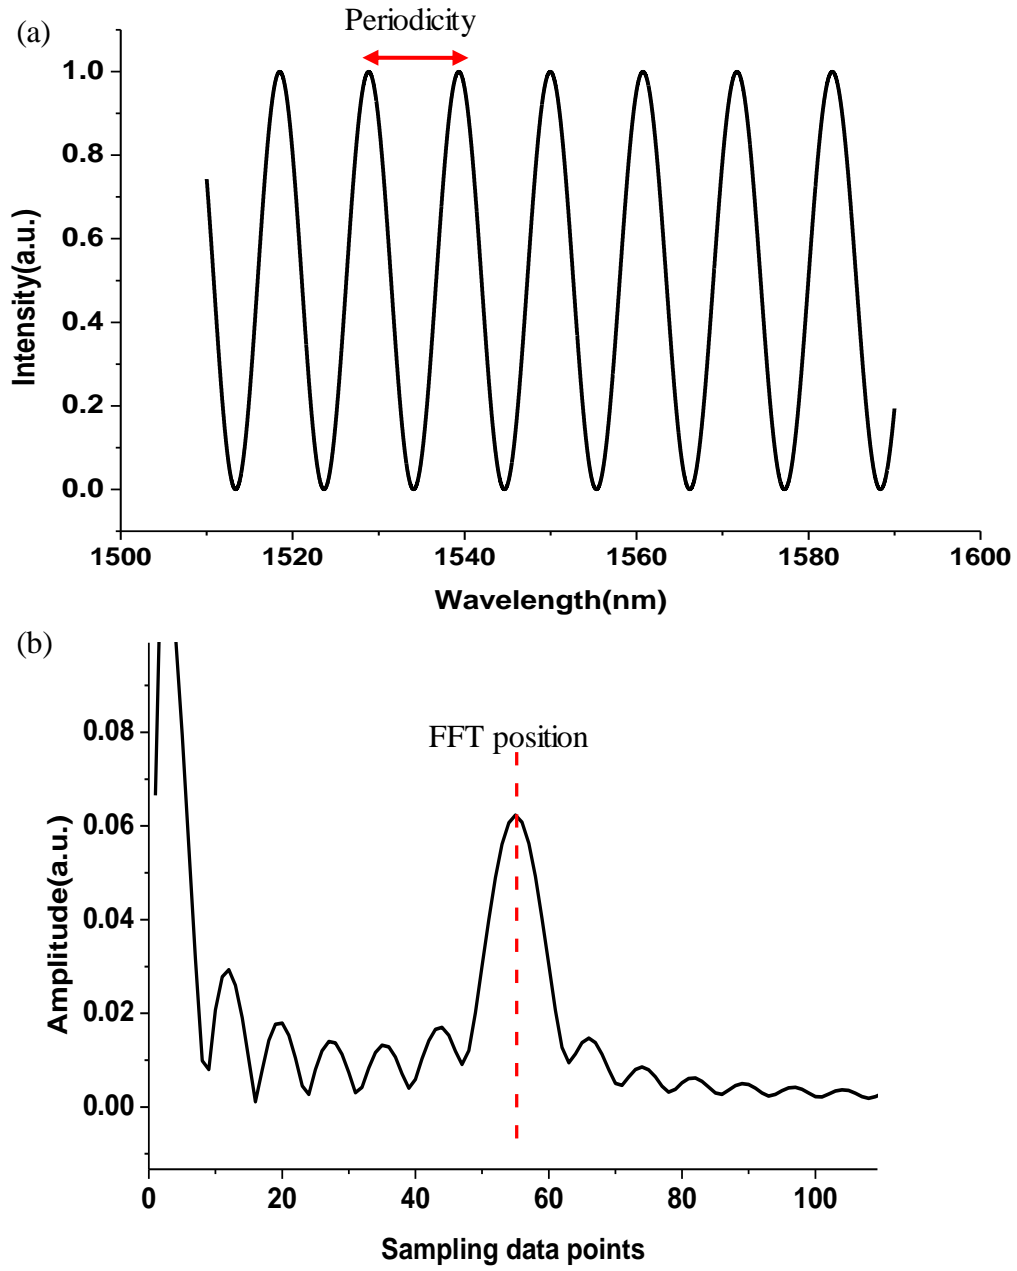 (a)
Periodicity
1.0
0.8
0.6
0.4
0.2
0.0
Intensity(a.u.)
1500 1520 1540 1560 1580 1600
Wavelength(nm)
(b)
FFT position
0.08
0.06
0.04
0.02
0.00
Amplitude(a.u.)
0 20 40 60 80 100
Sampling data points